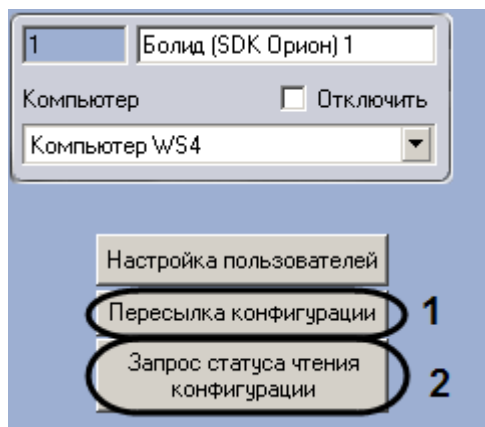 1 Болид (SDK Орион) 1
Компьютер Отключить
Компьютер WS4
Настройка пользователей
Пересылка конфигурации 1
Запрос статуса чтения
конфигурации 2